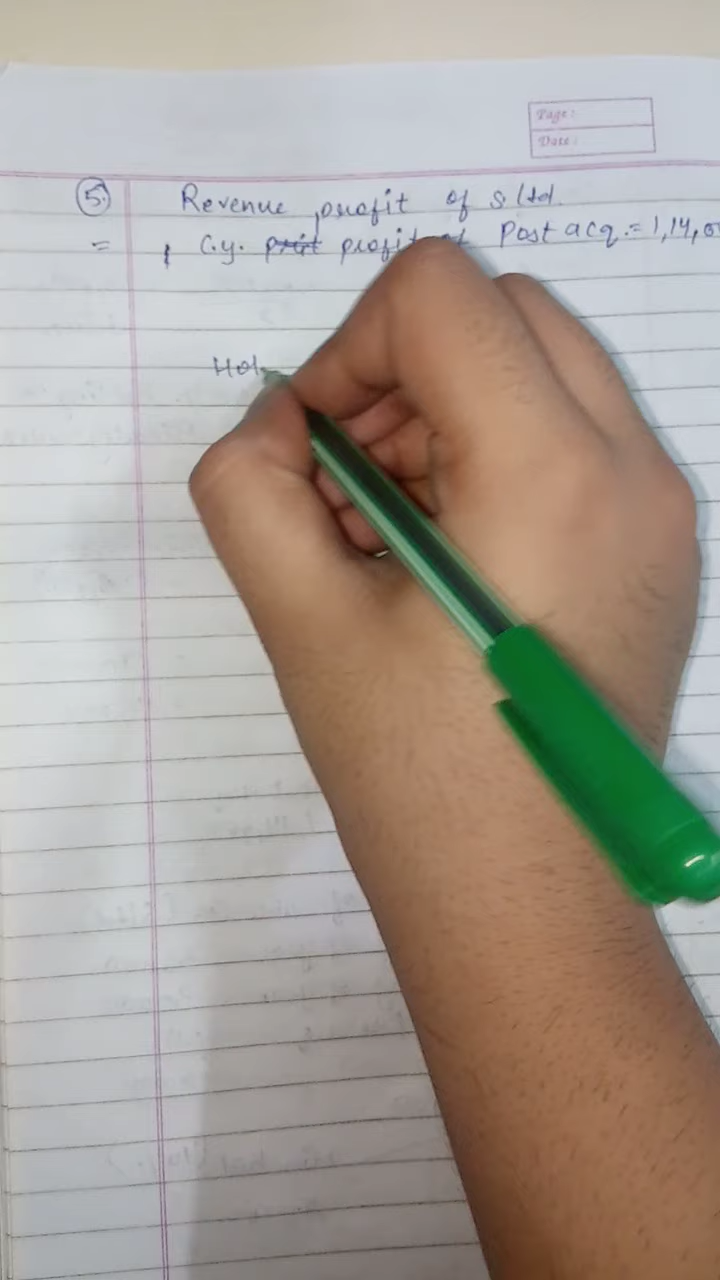 Page:
Date:
5. Revenue profit of S. Ltd.
= , C.y. profit Post acq. = 1,14,0
Hol